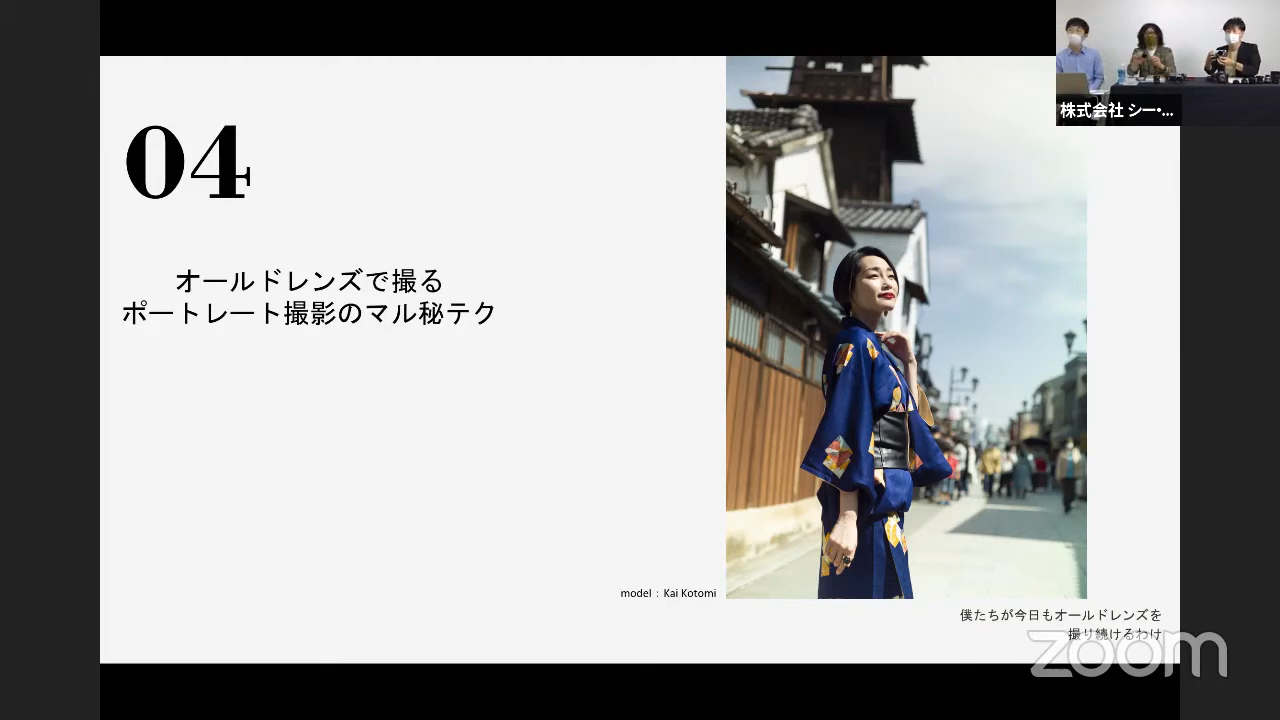 04
オールドレンズで撮る
ポートレート撮影のマル秘テク
model : Kai Kotomi
僕たちが今日もオールドレンズを
撮り続けるわけ
株式会社 シー・...
zoom